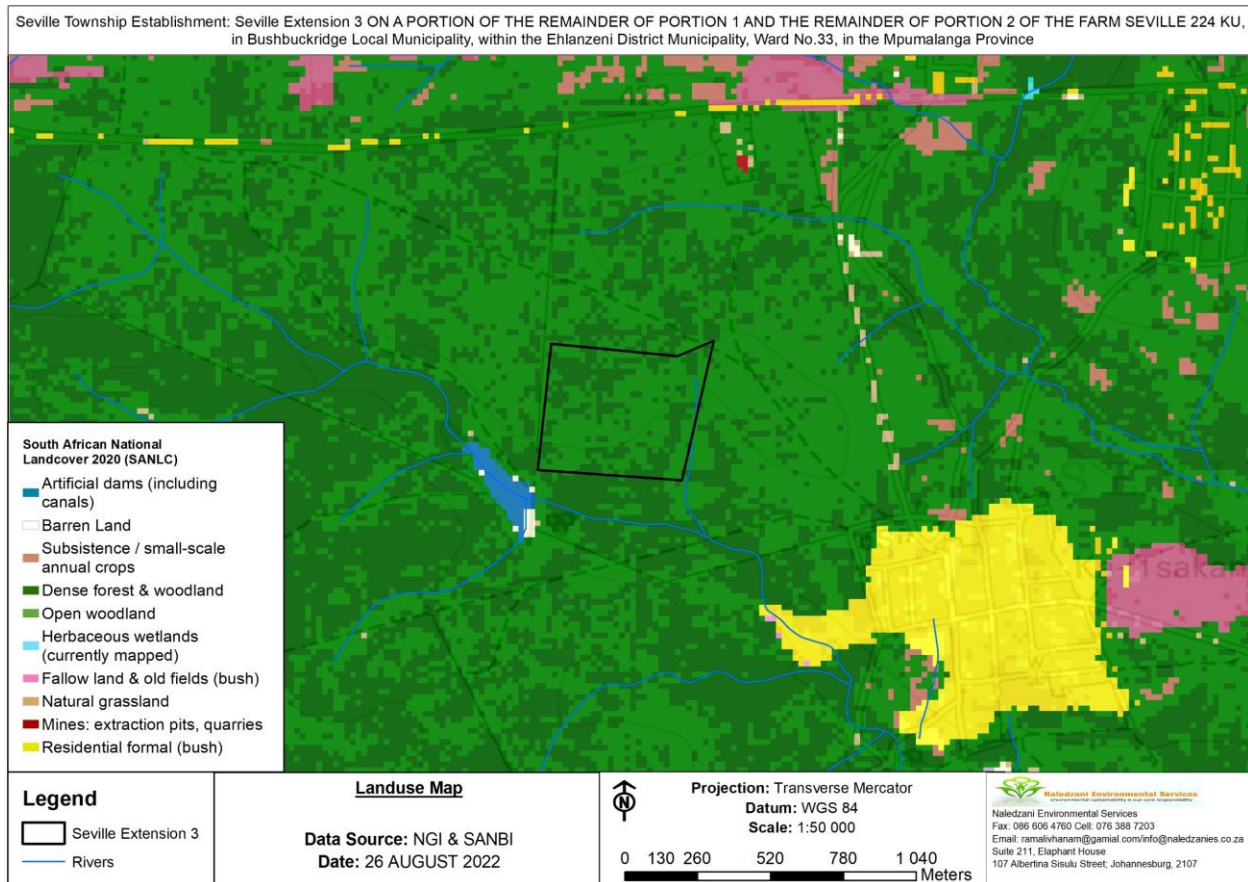 Seville Township Establishment: Seville Extension 3 ON A PORTION OF THE REMAINDER OF PORTION 1 AND THE REMAINDER OF PORTION 2 OF THE FARM SEVILLE 224 KU,
in Bushbuckridge Local Municipality, within the Ehlanzeni District Municipality, Ward No.33, in the Mpumalanga Province
South African National
Landcover 2020 (SANLC)
Artificial dams (including
canals)
Barren Land
Subsistence / small-scale
annual crops
Dense forest & woodland
Open woodland
Herbaceous wetlands
(currently mapped)
Fallow land & old fields (bush)
Natural grassland
Mines: extraction pits, quarries
Residential formal (bush)
Legend
Seville Extension 3
Rivers
Landuse Map
Data Source: NGI & SANBI
Date: 26 AUGUST 2022
N
Projection: Transverse Mercator
Datum: WGS 84
Scale: 1:50 000
0 130 260 520 780 1 040
Meters
Naledzani Environmental Services
environmental sustainability is our core responsibility
Naledzani Environmental Services
Fax: 086 606 4760 Cell: 076 388 7203
Email: ramalivhanam@gamial.com/info@naledzanies.co.za
Suite 211, Elaphant House
107 Albertina Sisulu Street; Johannesburg, 2107